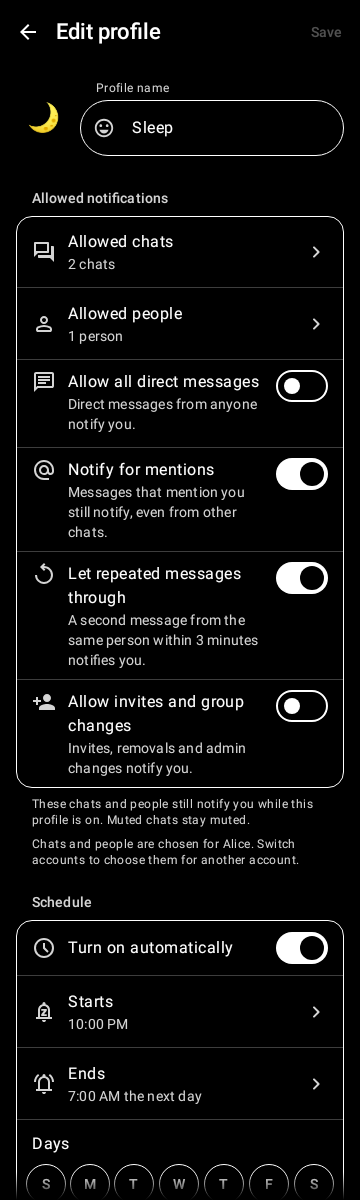 Edit profile
Save
Profile name
Sleep
Allowed notifications
Allowed chats
2 chats
Allowed people
1 person
Allow all direct messages
Direct messages from anyone
notify you.
Notify for mentions
Messages that mention you
still notify, even from other
chats.
Let repeated messages
through
A second message from the
same person within 3 minutes
notifies you.
Allow invites and group
changes
Invites, removals and admin
changes notify you.
These chats and people still notify you while this
profile is on. Muted chats stay muted.
Chats and people are chosen for Alice. Switch
accounts to choose them for another account.
Schedule
Turn on automatically
Starts
10:00 PM
Ends
7:00 AM the next day
Days
S M T W T F S